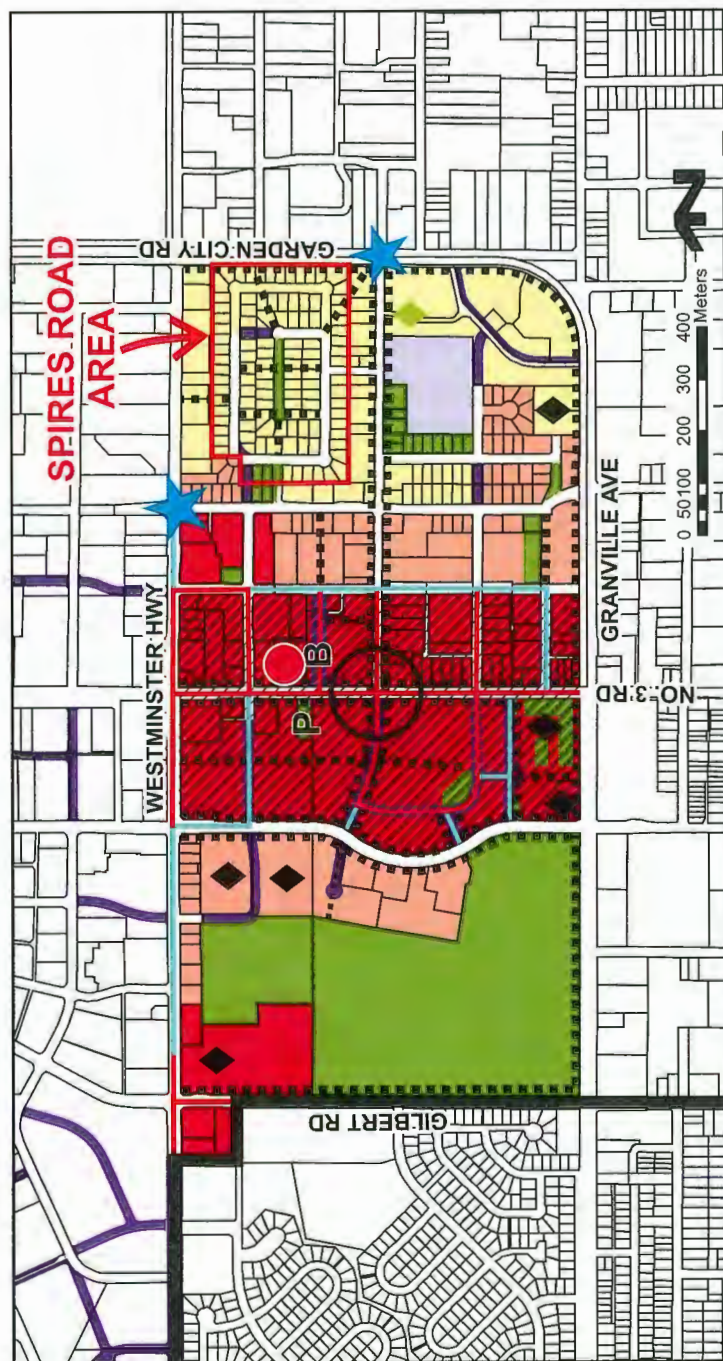 SPIRES ROAD
AREA
WESTMINSTER HWY
GARDEN CITY RD
P
B
GRANVILLE AVE
NO. 3 RD
GILBERT RD
0 50 100 200 300 400
Meters
N